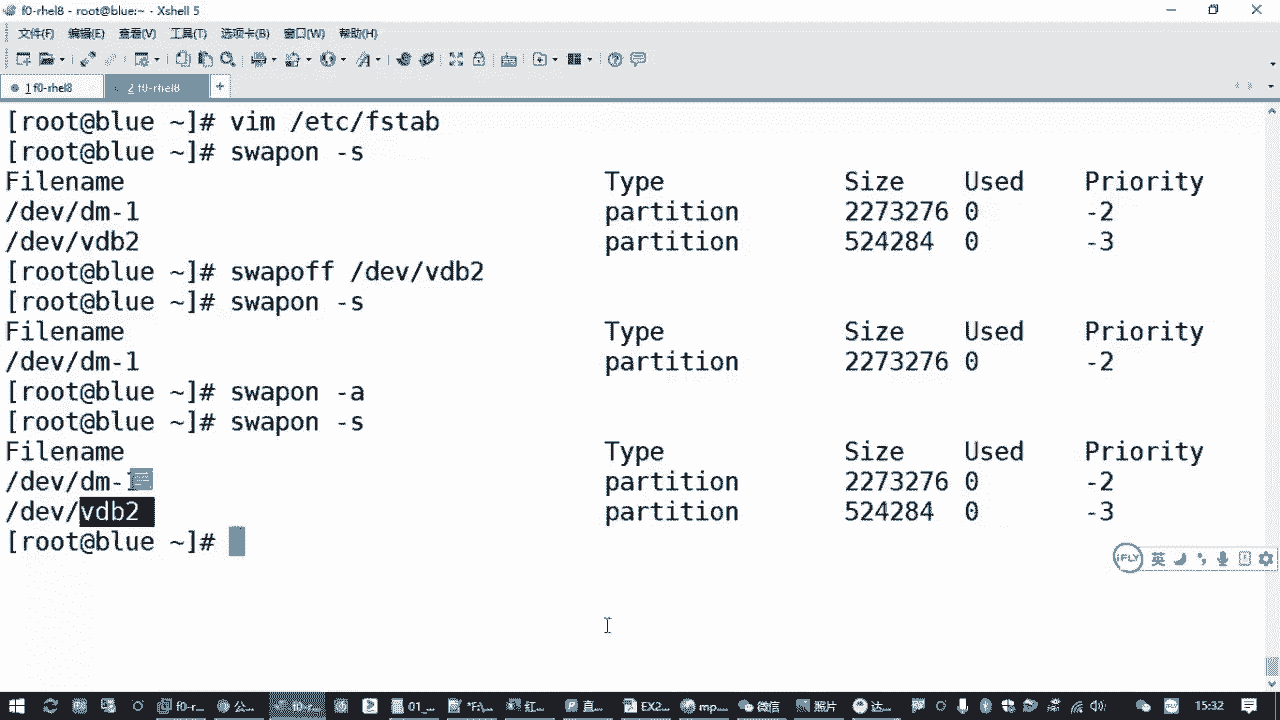 f0-rhel8 - root@blue:~ - Xshell 5
文件(F) 编辑(E) 查看(V) 工具(T) 选项卡(B) 窗口(W) 帮助(H)
1 f0-rhel8 2 f0-rhel8 +
[root@blue ~]# vim /etc/fstab
[root@blue ~]# swapon -s
Filename Type Size Used Priority
/dev/dm-1 partition 2273276 0 -2
/dev/vdb2 partition 524284 0 -3
[root@blue ~]# swapoff /dev/vdb2
[root@blue ~]# swapon -s
Filename Type Size Used Priority
/dev/dm-1 partition 2273276 0 -2
[root@blue ~]# swapon -a
[root@blue ~]# swapon -s
Filename Type Size Used Priority
/dev/dm- partition 2273276 0 -2
/dev/vdb2 partition 524284 0 -3
[root@blue ~]#
iFLY 英
f0-r... 公... 01_... 红... 直... EX2... mp... 微信 图片 达... 15:32